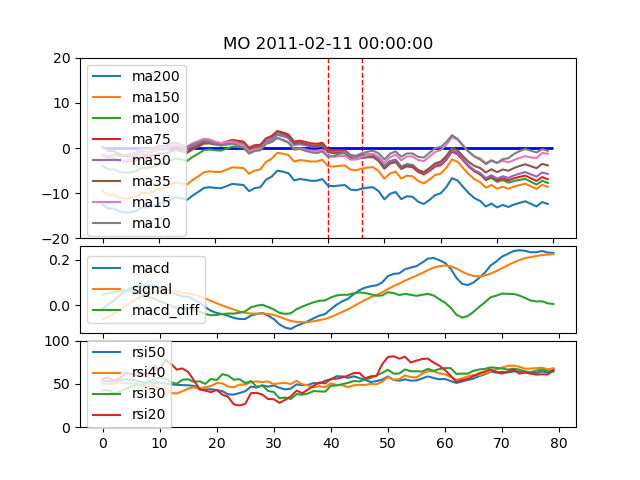 MO 2011-02-11 00:00:00
20
10
0
−10
−20
ma200
ma150
ma100
ma75
ma50
ma35
ma15
ma10
0.2
0.0
macd
signal
macd_diff
100
50
0
rsi50
rsi40
rsi30
rsi20
0 10 20 30 40 50 60 70 80